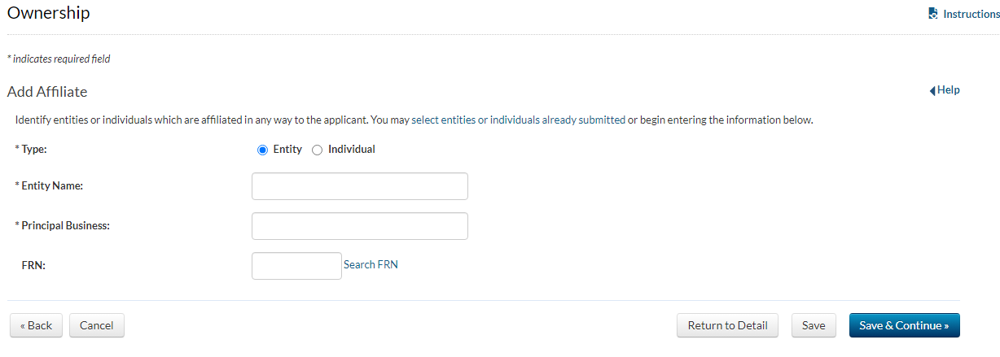 Ownership
Instructions
* indicates required field
Add Affiliate
Help
Identify entities or individuals which are affiliated in any way to the applicant. You may select entities or individuals already submitted or begin entering the information below.
* Type: Entity Individual
* Entity Name:
* Principal Business:
FRN: Search FRN
« Back Cancel Return to Detail Save Save & Continue »